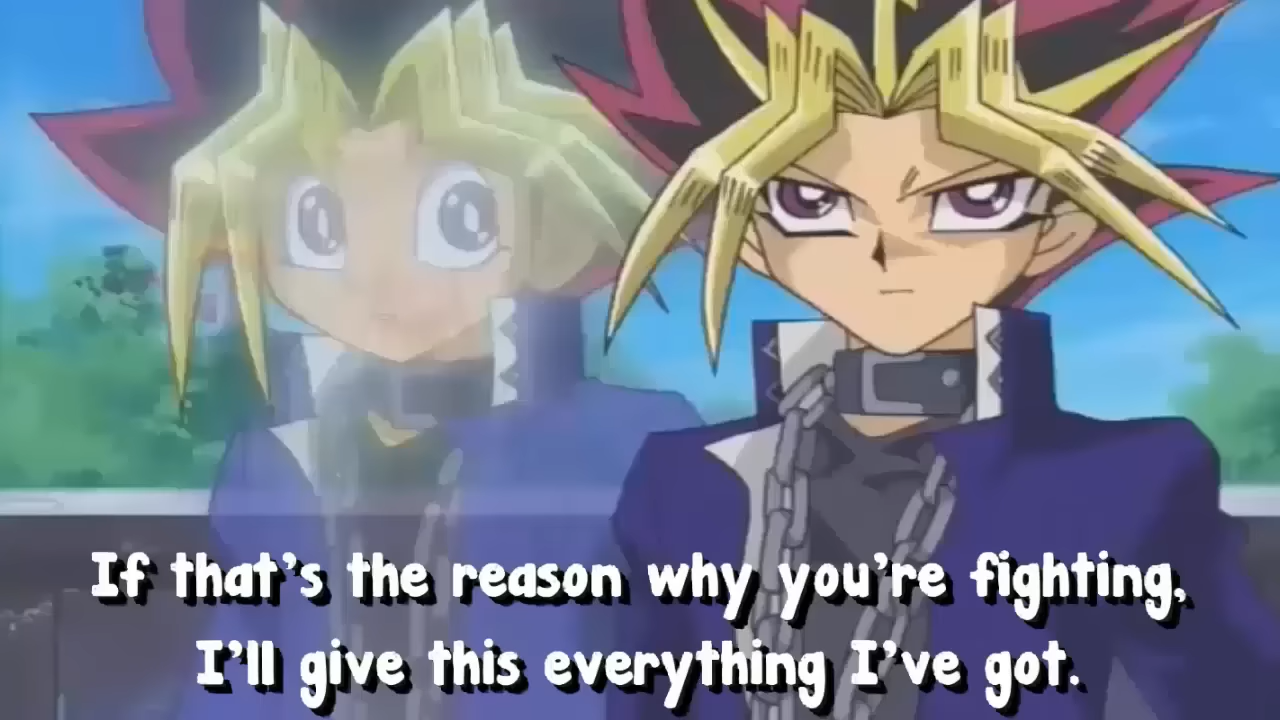 If that's the reason why you're fighting,
I'll give this everything I've got.